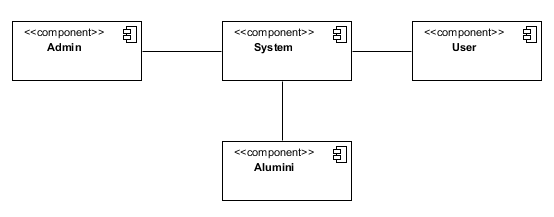 <<component>>
Admin
<<component>>
System
<<component>>
User
<<component>>
Alumini